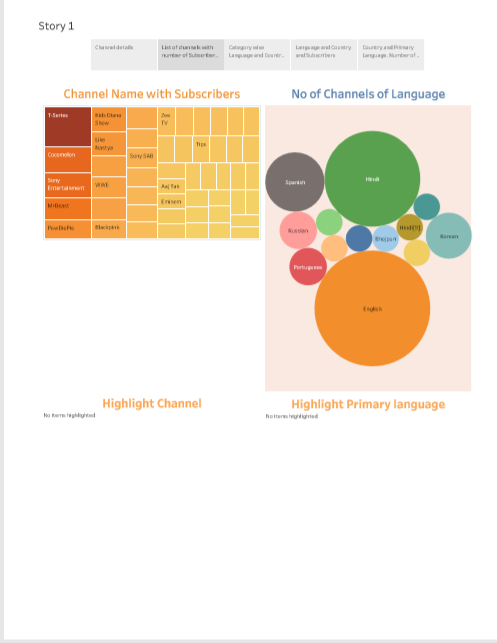 Story 1
Channel details
List of channels with
number of Subscriber..
Category wise
Language and Countr..
Language and Country
and Subscribers
Country and Primary
Language, Number of ..
Channel Name with Subscribers
T-Series
Cocomelon
Sony
Entertainment
MrBeast
PewDiePie
Kids Diana
Show
Like
Nastya
WWE
Blackpink
Sony SAB
Zee
TV
Tips
Aaj Tak
Eminem
No of Channels of Language
Hindi
Spanish
Russian
Hindi[1]
Bhojpuri
Korean
Portuguese
English
Highlight Channel
No items highlighted
Highlight Primary language
No items highlighted